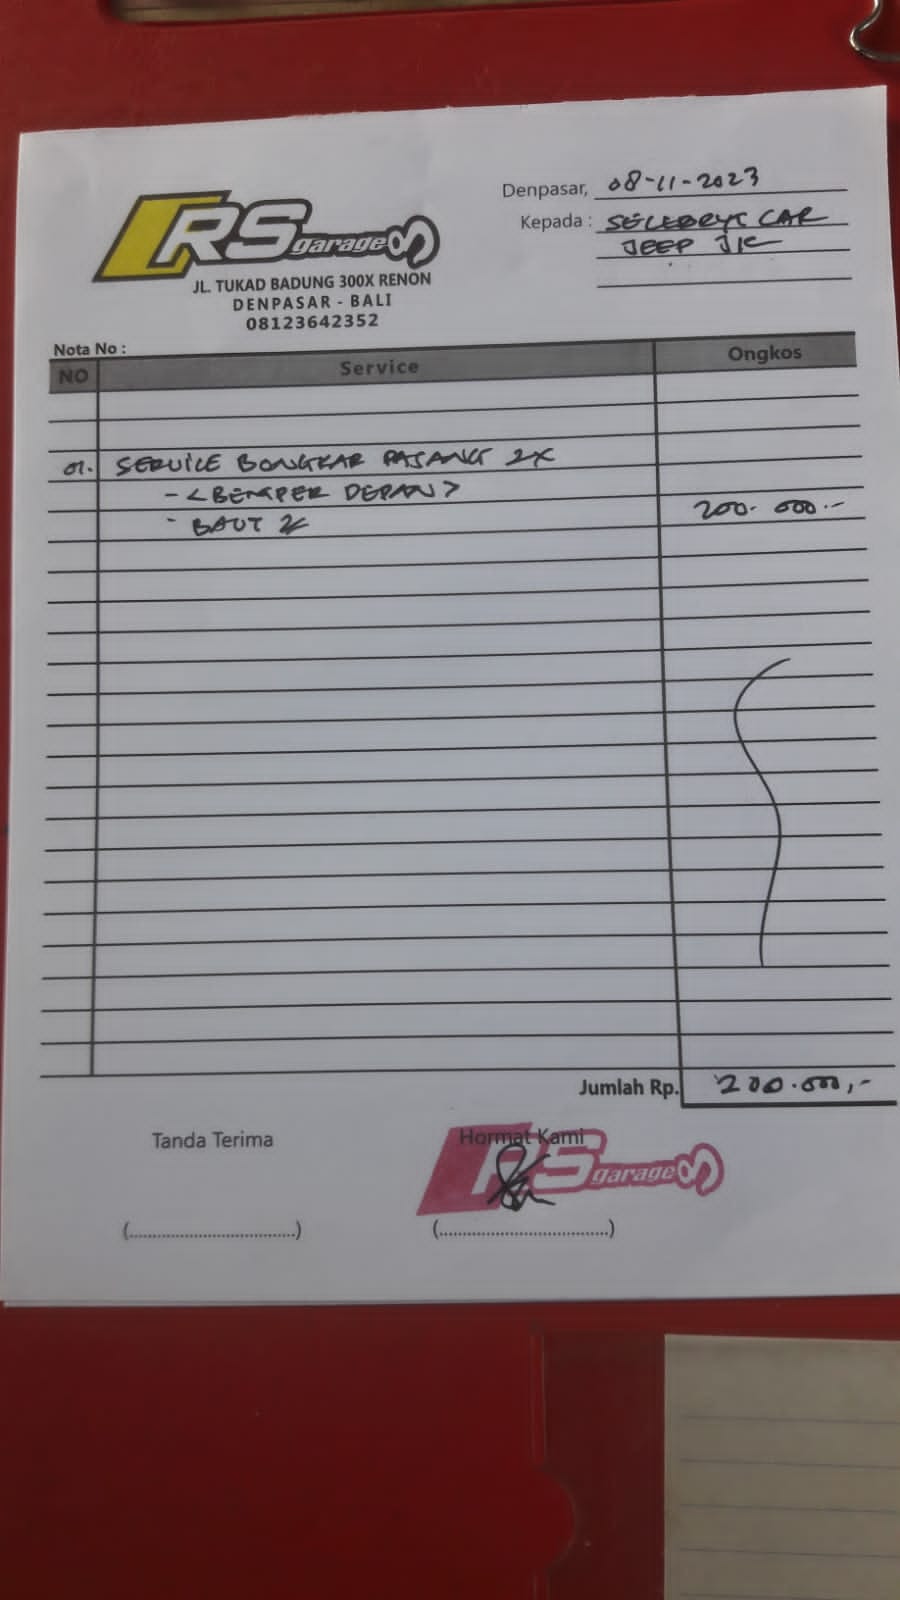 RS garage
JL. TUKAD BADUNG 300X RENON
DENPASAR - BALI
08123642352
Denpasar, 08-11-2023
Kepada : SELEBRYS CAR
JEEP JK
Nota No :
NO Service Ongkos
01. SERVICE BONGKAR PASANG 2X
- <BEMPER DEPAN>
- BAUT 200.000.-
Jumlah Rp. 200.000,-
Tanda Terima Hormat Kami
RS garage
(..................................) (..................................)